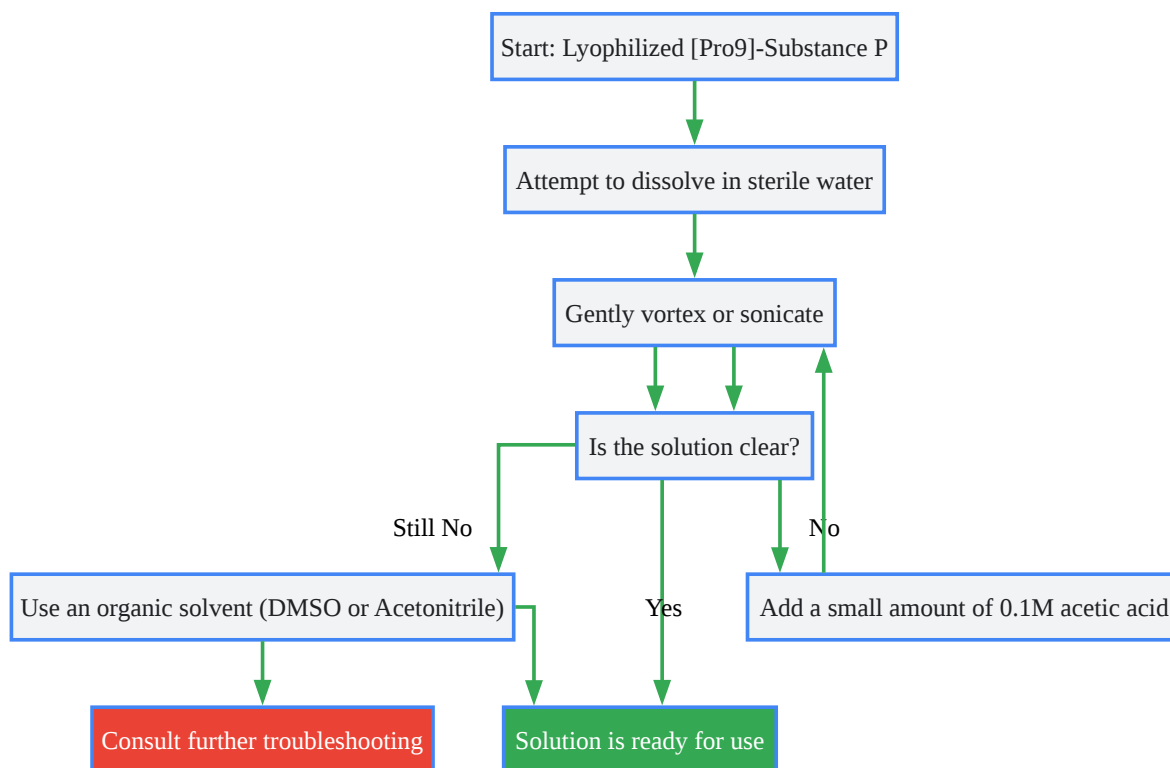 Start: Lyophilized [Pro9]-Substance P
Attempt to dissolve in sterile water
Gently vortex or sonicate
Is the solution clear?
Still No
No
Use an organic solvent (DMSO or Acetonitrile)
Yes
Add a small amount of 0.1M acetic acid
Consult further troubleshooting
Solution is ready for use